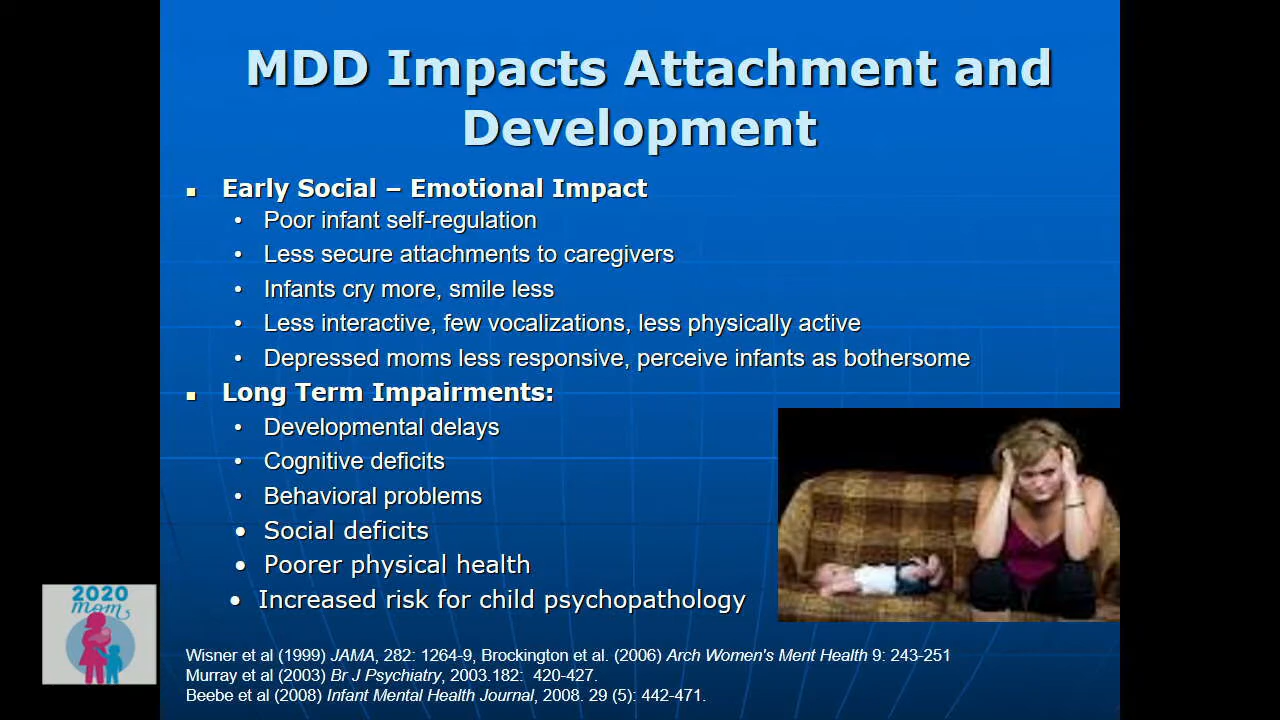 MDD Impacts Attachment and
Development
Early Social – Emotional Impact
• Poor infant self-regulation
• Less secure attachments to caregivers
• Infants cry more, smile less
• Less interactive, few vocalizations, less physically active
• Depressed moms less responsive, perceive infants as bothersome
Long Term Impairments:
• Developmental delays
• Cognitive deficits
• Behavioral problems
• Social deficits
• Poorer physical health
• Increased risk for child psychopathology
2020
mom
Wisner et al (1999) JAMA, 282: 1264-9, Brockington et al. (2006) Arch Women's Ment Health 9: 243-251
Murray et al (2003) Br J Psychiatry, 2003.182: 420-427.
Beebe et al (2008) Infant Mental Health Journal, 2008. 29 (5): 442-471.